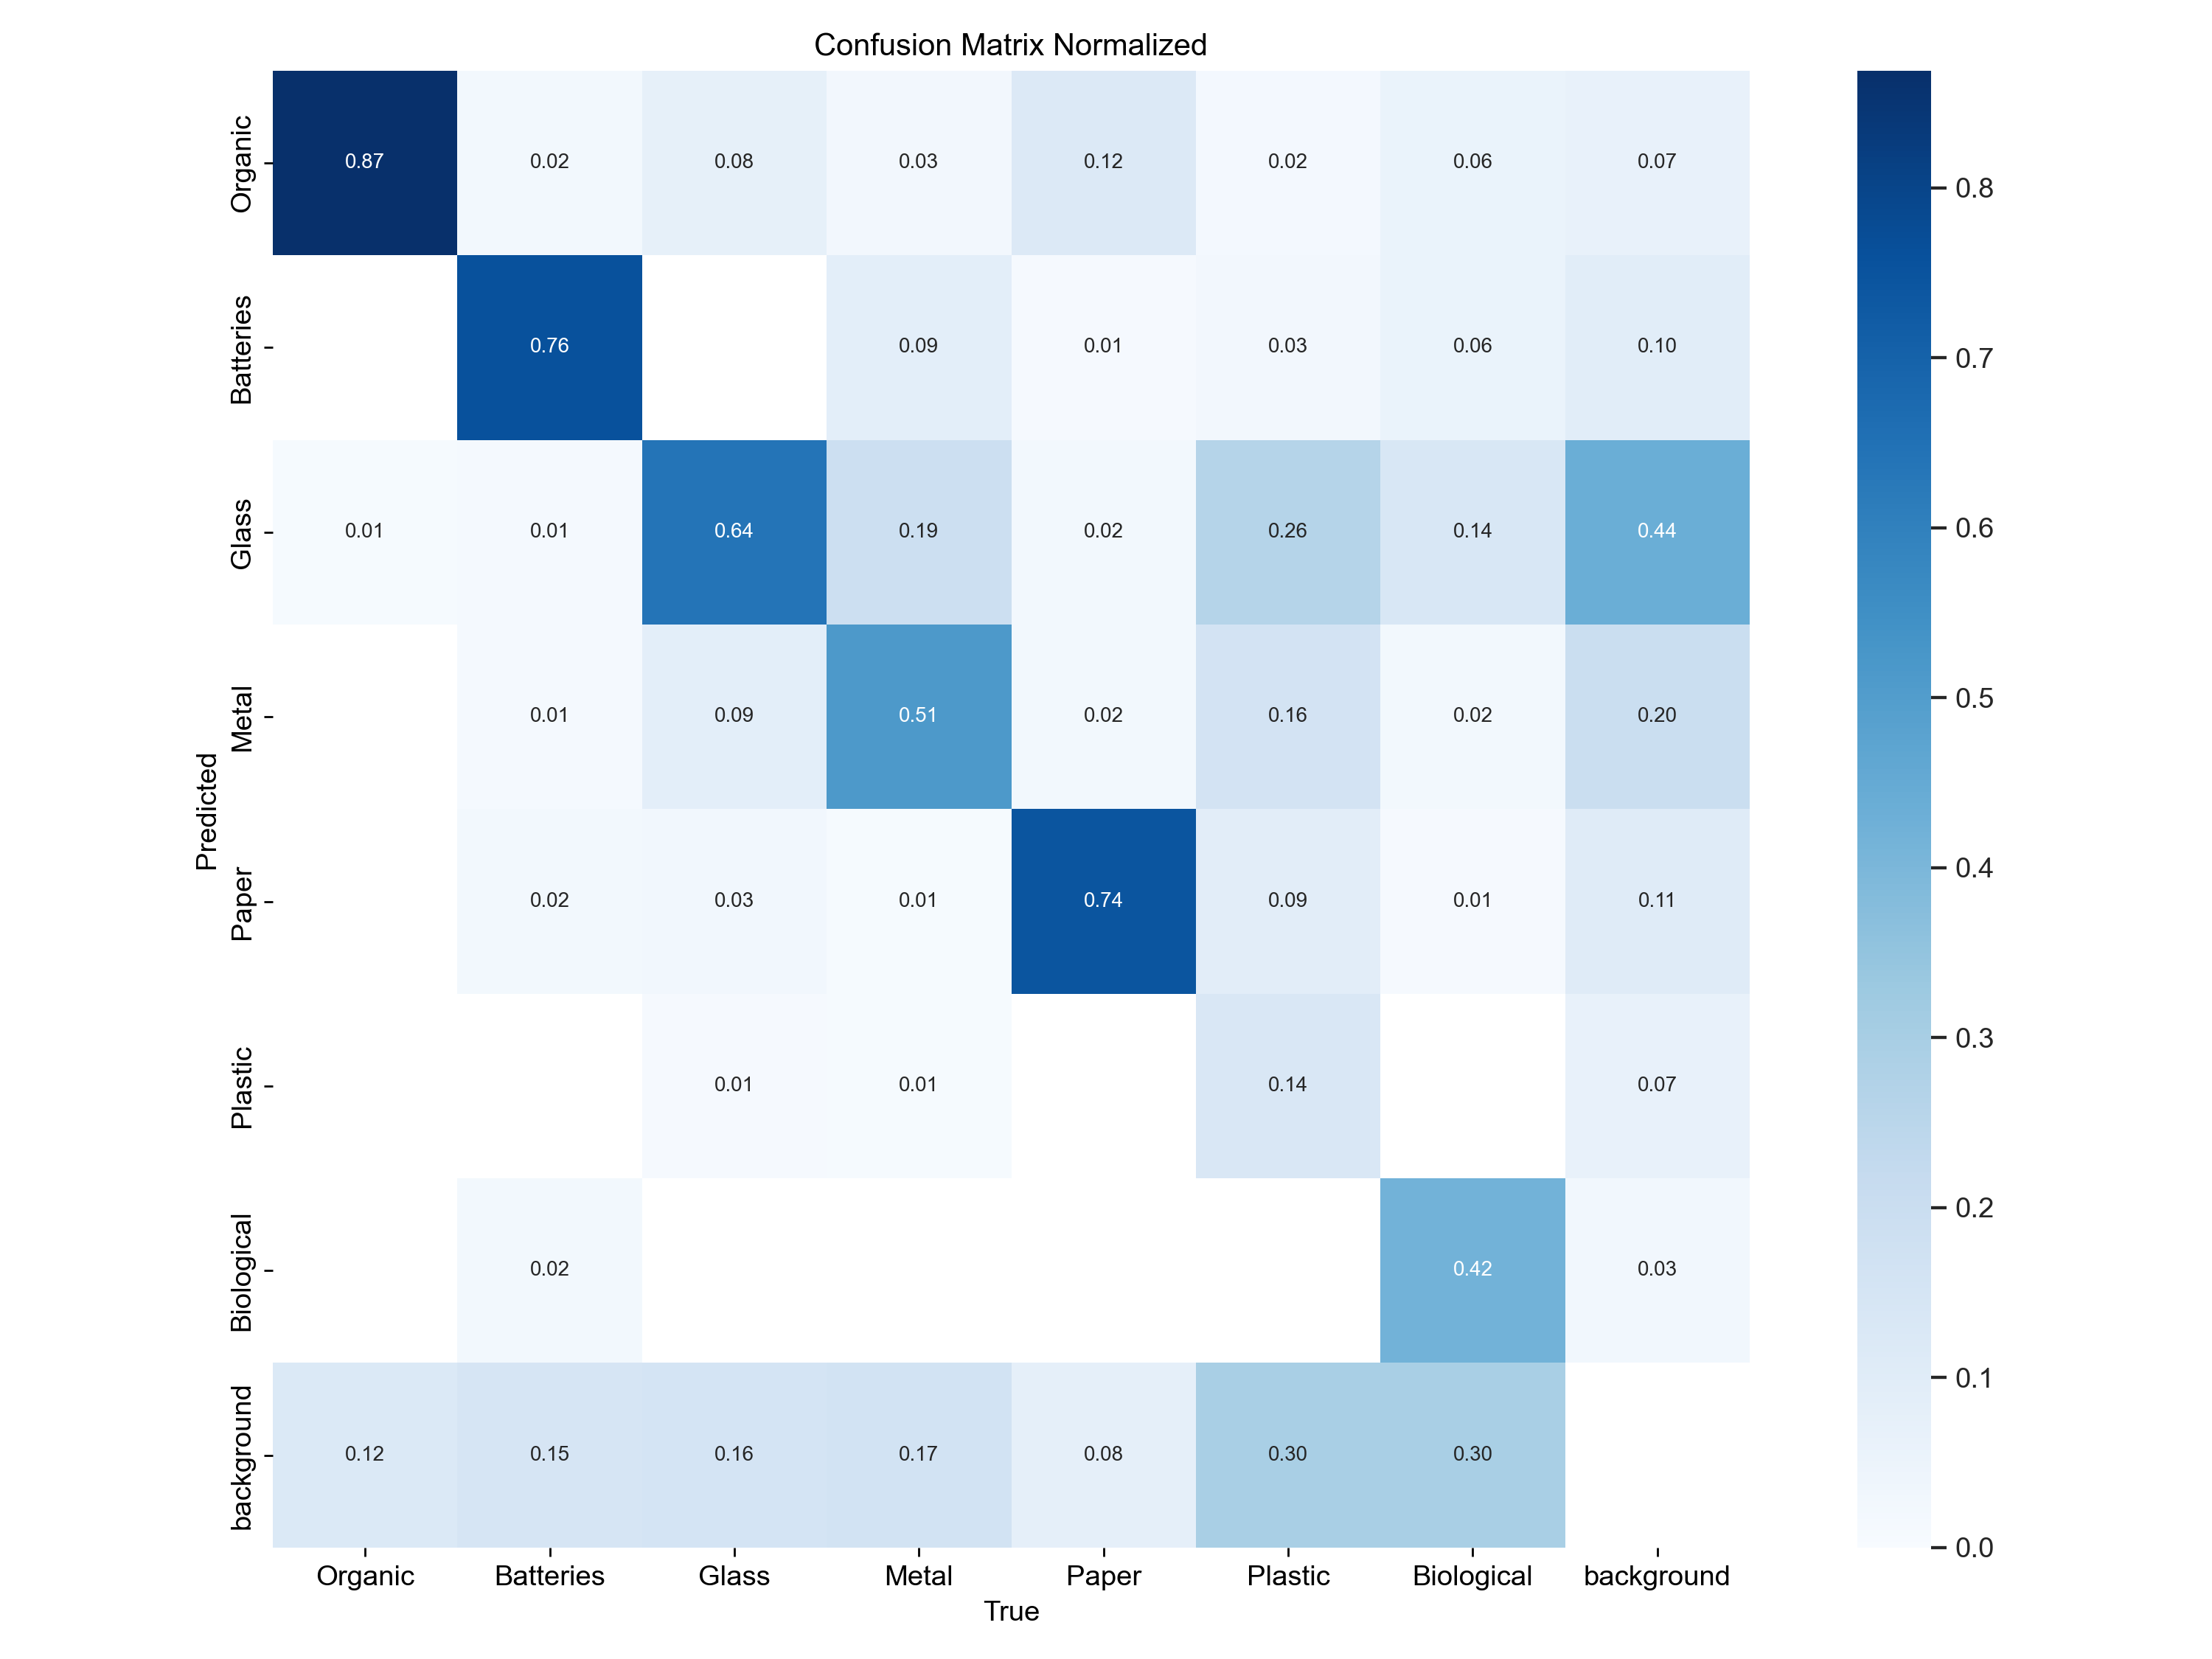 Confusion Matrix Normalized
Organic 0.87 0.02 0.08 0.03 0.12 0.02 0.06 0.07
Batteries 0.76 0.09 0.01 0.03 0.06 0.10
Glass 0.01 0.01 0.64 0.19 0.02 0.26 0.14 0.44
Metal 0.01 0.09 0.51 0.02 0.16 0.02 0.20
Paper 0.02 0.03 0.01 0.74 0.09 0.01 0.11
Plastic 0.01 0.01 0.14 0.07
Biological 0.02 0.42 0.03
background 0.12 0.15 0.16 0.17 0.08 0.30 0.30
Predicted
Organic Batteries Glass Metal Paper Plastic Biological background
True
0.8
0.7
0.6
0.5
0.4
0.3
0.2
0.1
0.0